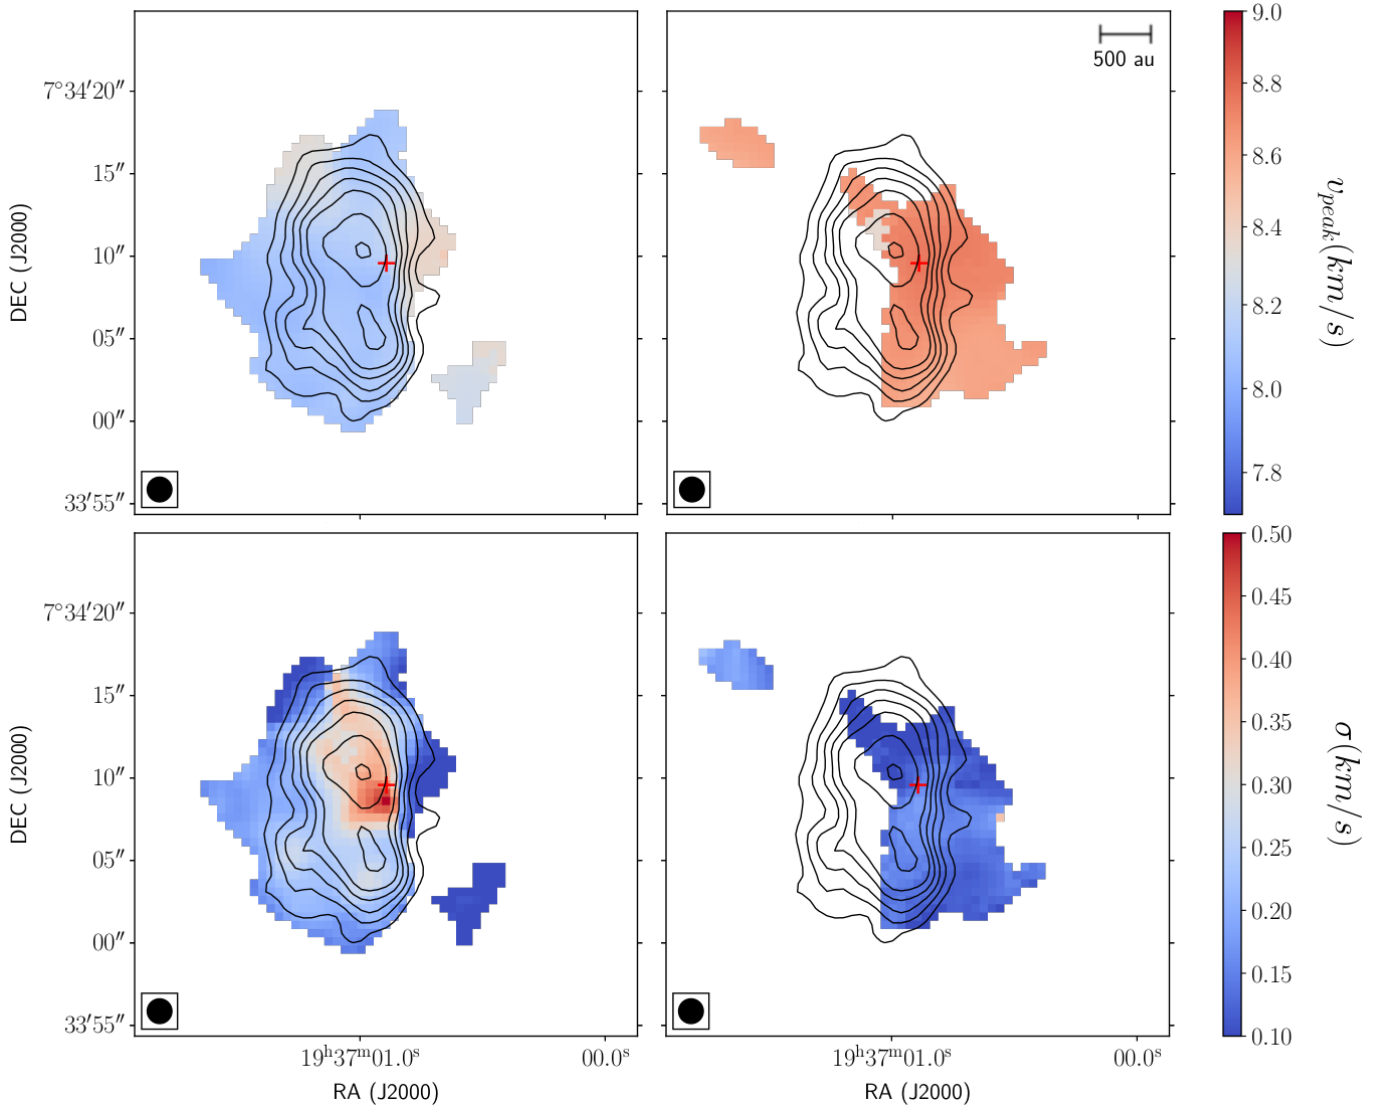 7°34′20″
15″
10″
05″
00″
33′55″
DEC (J2000)
500 au
9.0
8.8
8.6
8.4
8.2
8.0
7.8
v_peak(km/s)
7°34′20″
15″
10″
05″
00″
33′55″
DEC (J2000)
19ʰ37ᵐ01.0ˢ
00.0ˢ
RA (J2000)
19ʰ37ᵐ01.0ˢ
00.0ˢ
RA (J2000)
0.50
0.45
0.40
0.35
0.30
0.25
0.20
0.15
0.10
σ(km/s)